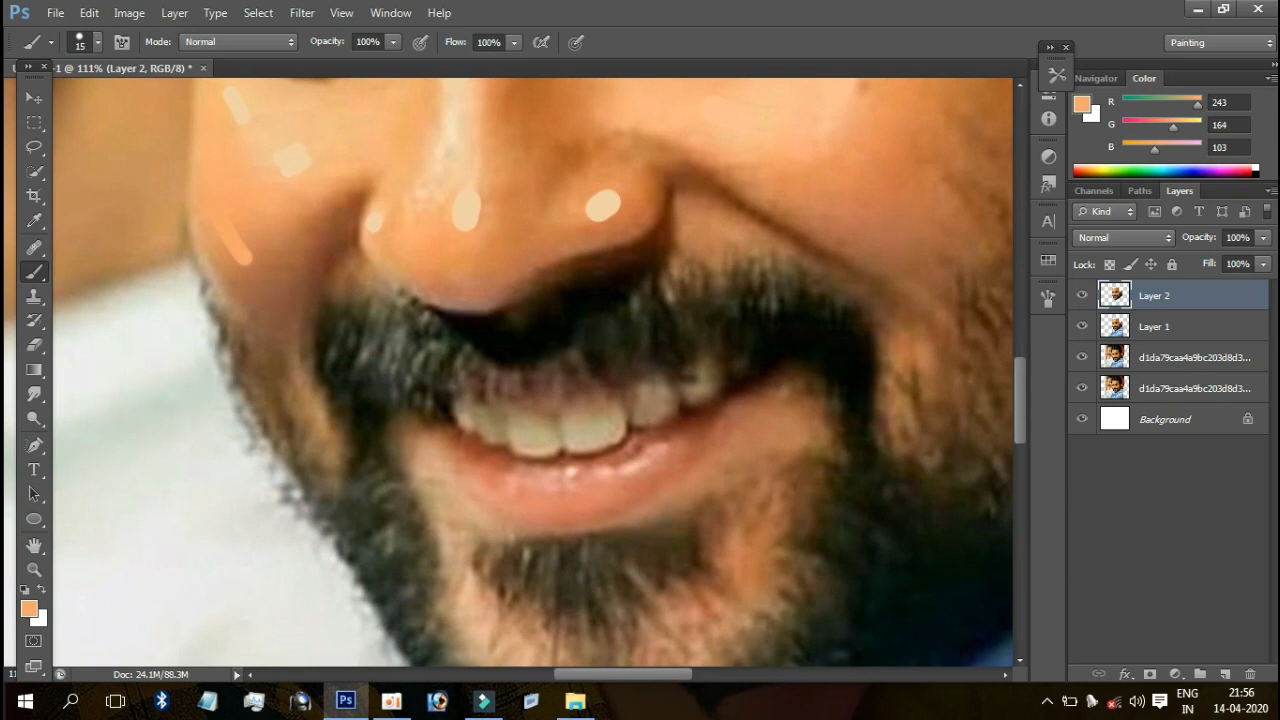 Ps File Edit Image Layer Type Select Filter View Window Help
15 Mode: Normal Opacity: 100% Flow: 100% Painting
-1 @ 111% (Layer 2, RGB/8) * ×
Navigator Color
R 243
G 164
B 103
Channels Paths Layers
Kind
Normal Opacity: 100%
Lock: Fill: 100%
Layer 2
Layer 1
d1da79caa4a9bc203d8d3...
d1da79caa4a9bc203d8d3...
Background
Doc: 24.1M/88.3M
Ps
ENG
IN
21:56
14-04-2020